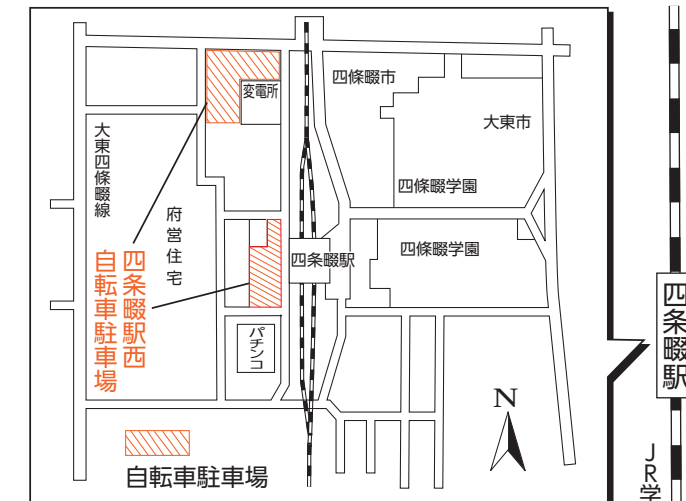 四條畷市
変電所
大東市
大東四條畷線
四條畷学園
府営住宅
四条畷駅西
自転車駐車場
四条畷駅
四條畷学園
四条畷駅
パチンコ
N
自転車駐車場
JR学